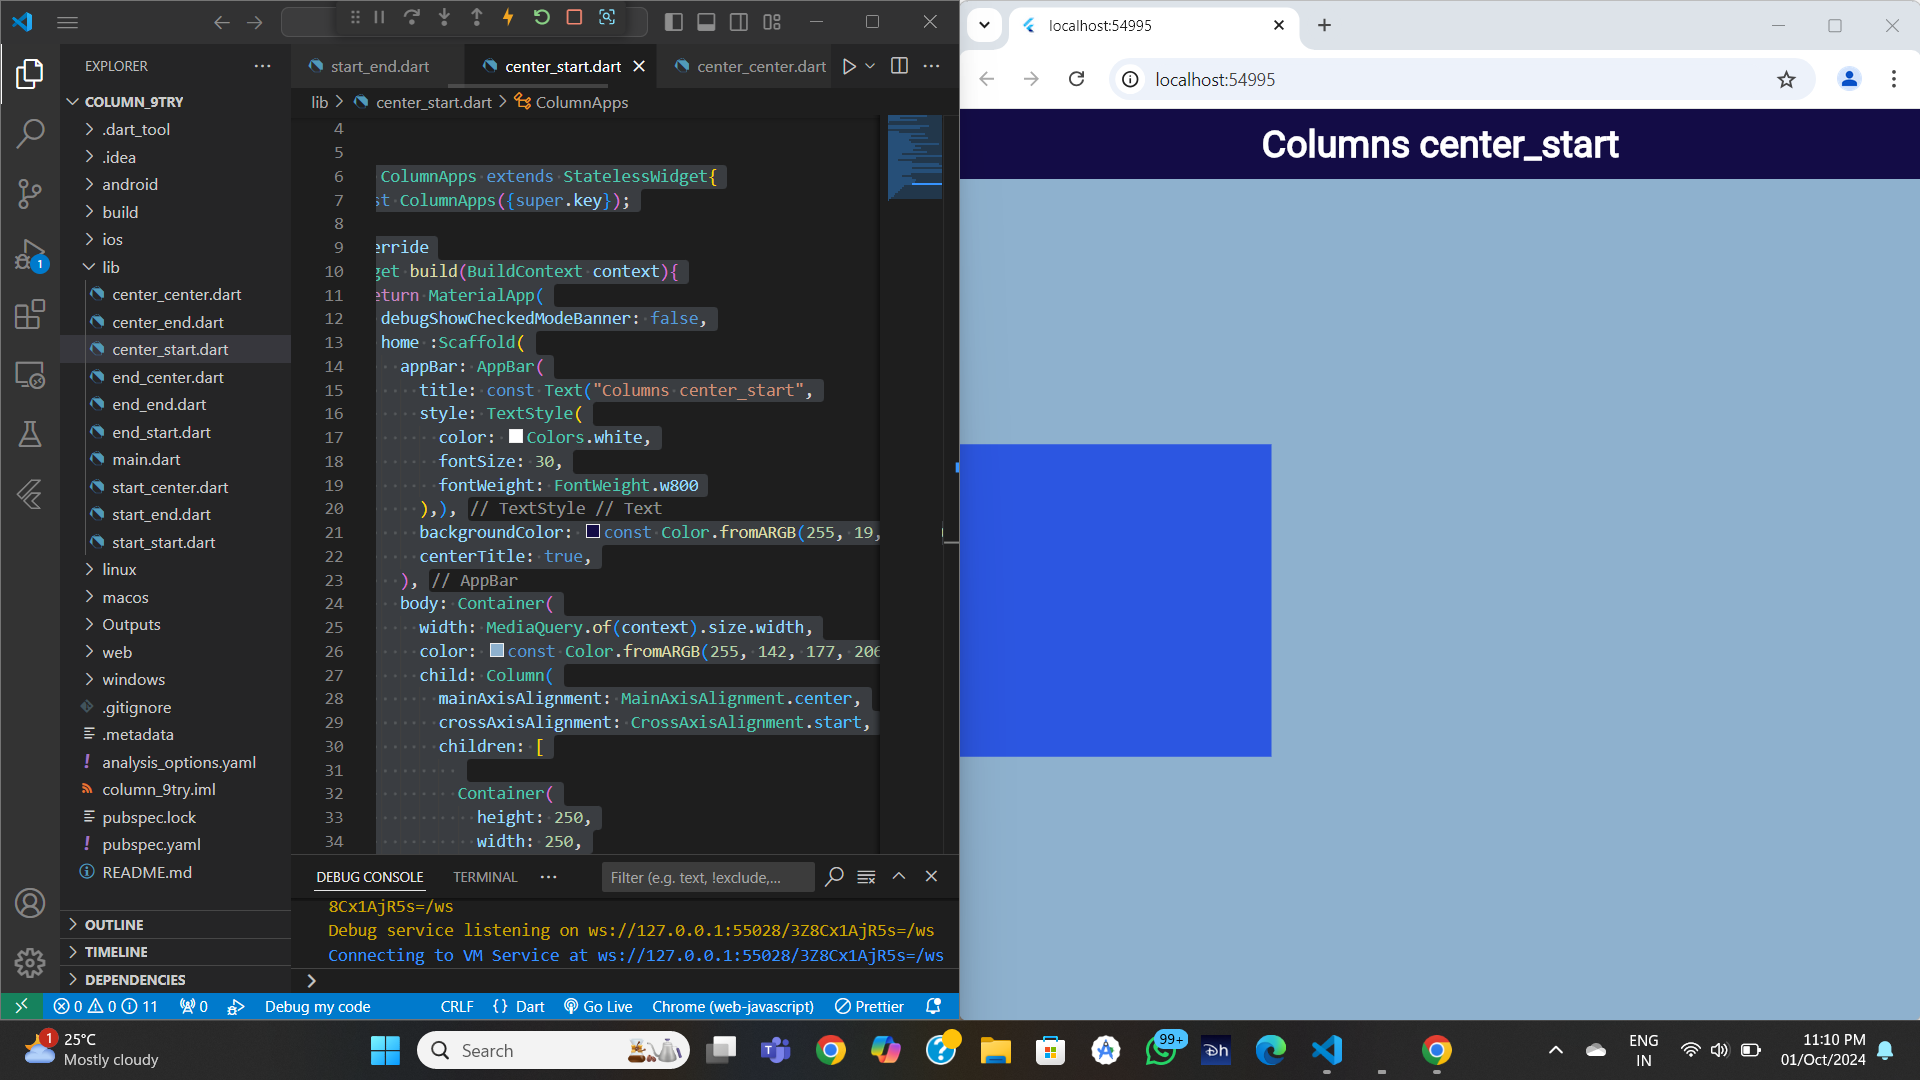 start_end.dart
center_start.dart
center_center.dart
EXPLORER
COLUMN_9TRY
.dart_tool
.idea
android
build
ios
lib
center_center.dart
center_end.dart
center_start.dart
end_center.dart
end_end.dart
end_start.dart
main.dart
start_center.dart
start_end.dart
start_start.dart
linux
macos
Outputs
web
windows
.gitignore
.metadata
analysis_options.yaml
column_9try.iml
pubspec.lock
pubspec.yaml
README.md
OUTLINE
TIMELINE
DEPENDENCIES
1
lib > center_start.dart > ColumnApps
4
5
6 ColumnApps extends StatelessWidget{
7 st ColumnApps({super.key});
8
9 erride
10 get build(BuildContext context){
11 eturn MaterialApp(
12 debugShowCheckedModeBanner: false,
13 home :Scaffold(
14 appBar: AppBar(
15 title: const Text("Columns center_start",
16 style: TextStyle(
17 color: Colors.white,
18 fontSize: 30,
19 fontWeight: FontWeight.w800
20 ),), // TextStyle // Text
21 backgroundColor: const Color.fromARGB(255, 19,
22 centerTitle: true,
23 ), // AppBar
24 body: Container(
25 width: MediaQuery.of(context).size.width,
26 color: const Color.fromARGB(255, 142, 177, 206
27 child: Column(
28 mainAxisAlignment: MainAxisAlignment.center,
29 crossAxisAlignment: CrossAxisAlignment.start,
30 children: [
31
32 Container(
33 height: 250,
34 width: 250,
DEBUG CONSOLE TERMINAL ... Filter (e.g. text, !exclude,...
8Cx1AjR5s=/ws
Debug service listening on ws://127.0.0.1:55028/3Z8Cx1AjR5s=/ws
Connecting to VM Service at ws://127.0.0.1:55028/3Z8Cx1AjR5s=/ws
>
0 0 11 0 Debug my code CRLF {} Dart Go Live Chrome (web-javascript) Prettier
localhost:54995
localhost:54995
Columns center_start
1
25°C
Mostly cloudy
Search
99+
Dh
ENG
IN
11:10 PM
01/Oct/2024